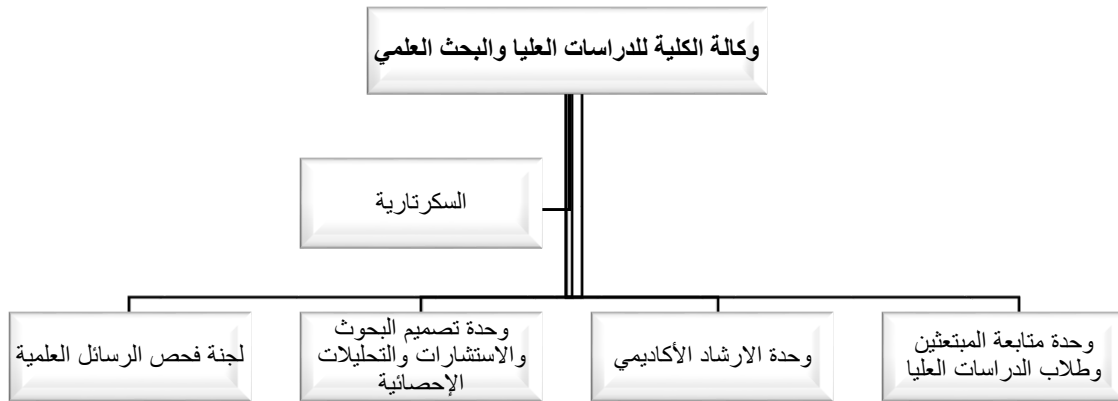 وكالة الكلية للدراسات العليا والبحث العلمي
السكرتارية
وحدة متابعة المبتعثين
وطلاب الدراسات العليا
وحدة الارشاد الأكاديمي
وحدة تصميم البحوث
والاستشارات والتحليلات
الإحصائية
لجنة فحص الرسائل العلمية